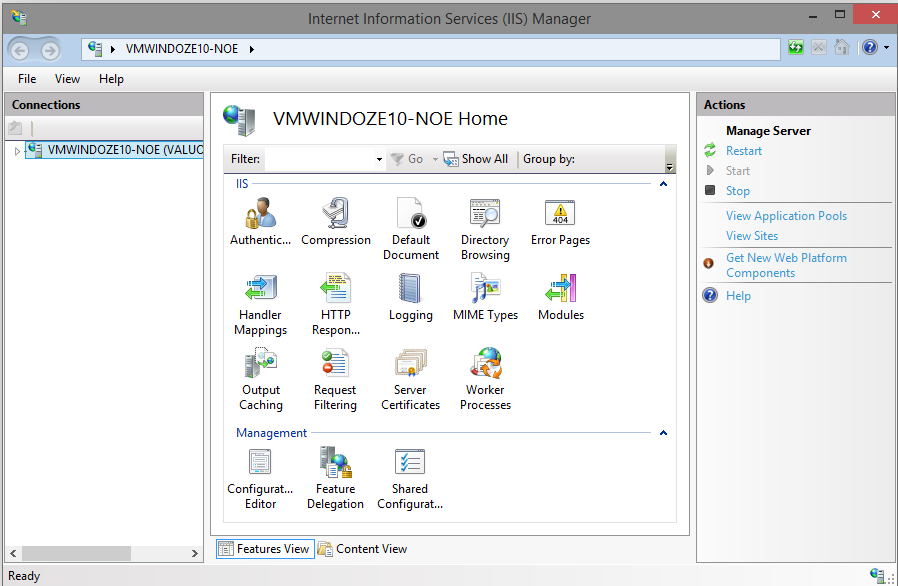 Internet Information Services (IIS) Manager
VMWINDOZE10-NOE
File View Help
Connections
VMWINDOZE10-NOE (VALUO
VMWINDOZE10-NOE Home
Filter: Go Show All Group by:
IIS
Authentic... Compression Default Document Directory Browsing Error Pages
404
Handler Mappings HTTP Respon... Logging MIME Types Modules
Output Caching Request Filtering Server Certificates Worker Processes
Management
Configurat... Editor Feature Delegation Shared Configurat...
Features View Content View
Actions
Manage Server
Restart
Start
Stop
View Application Pools
View Sites
Get New Web Platform
Components
Help
Ready